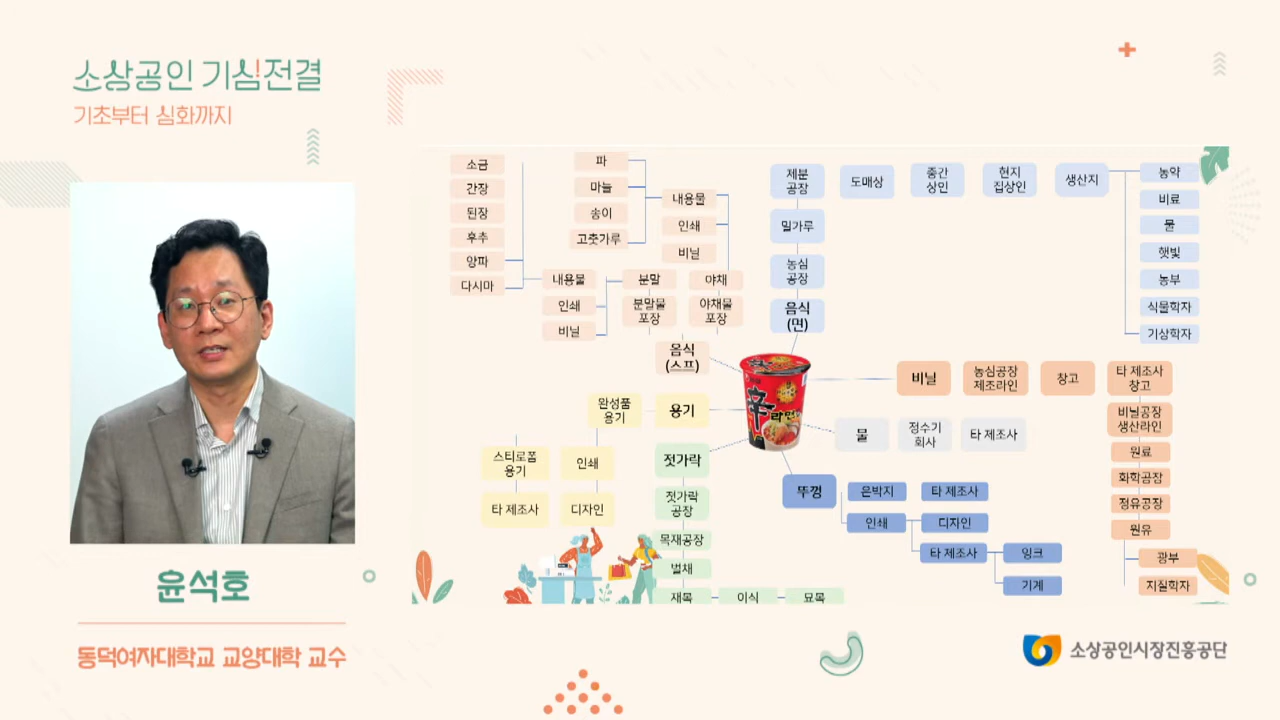 소상공인 기심!전결
기초부터 심화까지
윤석호
동덕여자대학교 교양대학 교수
소금
간장
된장
후추
양파
다시마
파
마늘
송이
고춧가루
내용물
인쇄
비닐
내용물
인쇄
비닐
분말
분말물
포장
야채
야채물
포장
음식
(스프)
제분
공장
밀가루
농심
공장
음식
(면)
도매상
중간
상인
현지
집상인
생산지
농약
비료
물
햇빛
농부
식물학자
기상학자
辛
라면
비닐
농심공장
제조라인
창고
타 제조사
창고
비닐공장
생산라인
원료
화학공장
정유공장
원유
광부
지질학자
물
정수기
회사
타 제조사
용기
완성품
용기
스티로폼
용기
타 제조사
인쇄
디자인
젓가락
젓가락
공장
목재공장
벌채
재목
이식
묘목
뚜껑
은박지
타 제조사
인쇄
디자인
타 제조사
잉크
기계
소상공인시장진흥공단